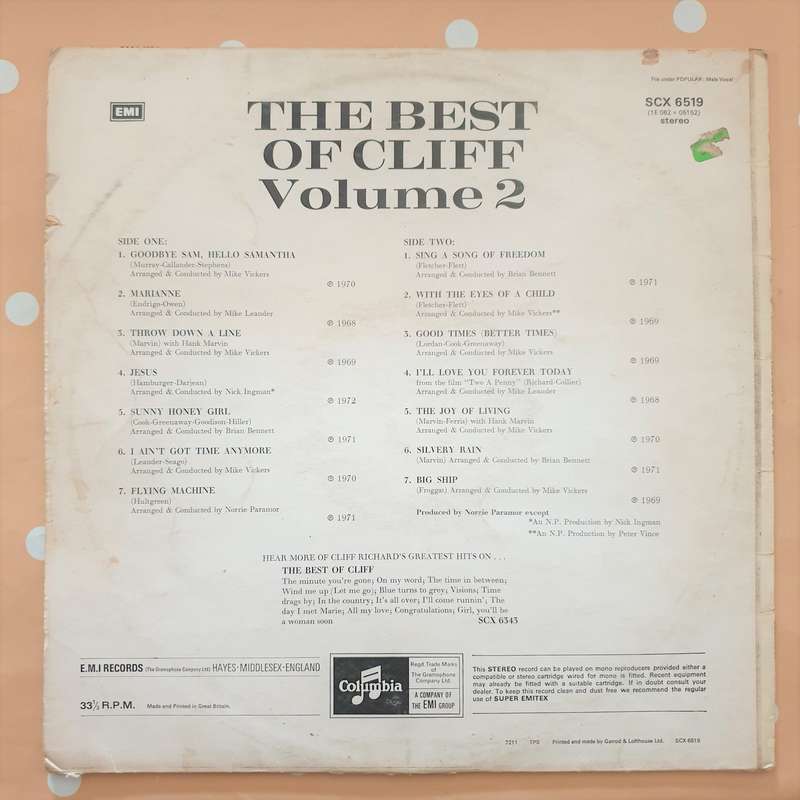 File under POPULAR: Male Vocal
EMI
SCX 6519
(1E 062 • 05162)
stereo
THE BEST
OF CLIFF
Volume 2
SIDE ONE:
1. GOODBYE SAM, HELLO SAMANTHA
(Murray-Callander-Stephens)
Arranged & Conducted by Mike Vickers
℗ 1970
2. MARIANNE
(Endrigo-Owen)
Arranged & Conducted by Mike Leander
℗ 1968
3. THROW DOWN A LINE
(Marvin) with Hank Marvin
Arranged & Conducted by Mike Vickers
℗ 1969
4. JESUS
(Hamburger-Darjean)
Arranged & Conducted by Nick Ingman*
℗ 1972
5. SUNNY HONEY GIRL
(Cook-Greenaway-Goodison-Hiller)
Arranged & Conducted by Brian Bennett
℗ 1971
6. I AIN'T GOT TIME ANYMORE
(Leander-Seago)
Arranged & Conducted by Mike Vickers
℗ 1970
7. FLYING MACHINE
(Hultgreen)
Arranged & Conducted by Norrie Paramor
℗ 1971
SIDE TWO:
1. SING A SONG OF FREEDOM
(Fletcher-Flett)
Arranged & Conducted by Brian Bennett
℗ 1971
2. WITH THE EYES OF A CHILD
(Fletcher-Flett)
Arranged & Conducted by Mike Vickers**
℗ 1969
3. GOOD TIMES (BETTER TIMES)
(Lordan-Cook-Greenaway)
Arranged & Conducted by Mike Vickers
℗ 1969
4. I'LL LOVE YOU FOREVER TODAY
from the film "Two A Penny" (Richard-Collier)
Arranged & Conducted by Mike Leander
℗ 1968
5. THE JOY OF LIVING
(Marvin-Ferris) with Hank Marvin
Arranged & Conducted by Mike Vickers
℗ 1970
6. SILVERY RAIN
(Marvin) Arranged & Conducted by Brian Bennett
℗ 1971
7. BIG SHIP
(Froggatt) Arranged & Conducted by Mike Vickers
℗ 1969
Produced by Norrie Paramor except
*An N.P. Production by Nick Ingman
**An N.P. Production by Peter Vince
HEAR MORE OF CLIFF RICHARD'S GREATEST HITS ON . . .
THE BEST OF CLIFF
The minute you're gone; On my word; The time in between;
Wind me up (Let me go); Blue turns to grey; Visions; Time
drags by; In the country; It's all over; I'll come runnin'; The
day I met Marie; All my love; Congratulations; Girl, you'll be
a woman soon SCX 6343
E.M.I RECORDS (The Gramophone Company Ltd) HAYES · MIDDLESEX · ENGLAND
33⅓ R.P.M. Made and Printed in Great Britain.
Columbia
Regd. Trade Marks
of The Gramophone
Company Ltd.
A COMPANY OF
THE EMI GROUP
This STEREO record can be played on mono reproducers provided either a
compatible or stereo cartridge wired for mono is fitted. Recent equipment
may already be fitted with a suitable cartridge. If in doubt consult your
dealer. To keep this record clean and dust free we recommend the regular
use of SUPER EMITEX
7211 TPS Printed and made by Garrod & Lofthouse Ltd. SCX 6519